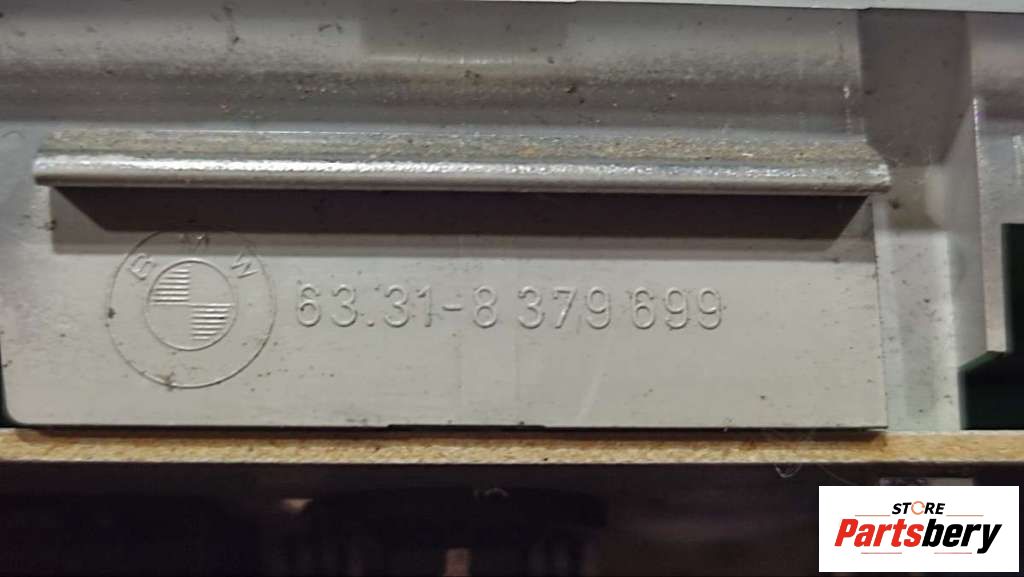 BMW
63.31-8 379 699
STORE
Partsbery